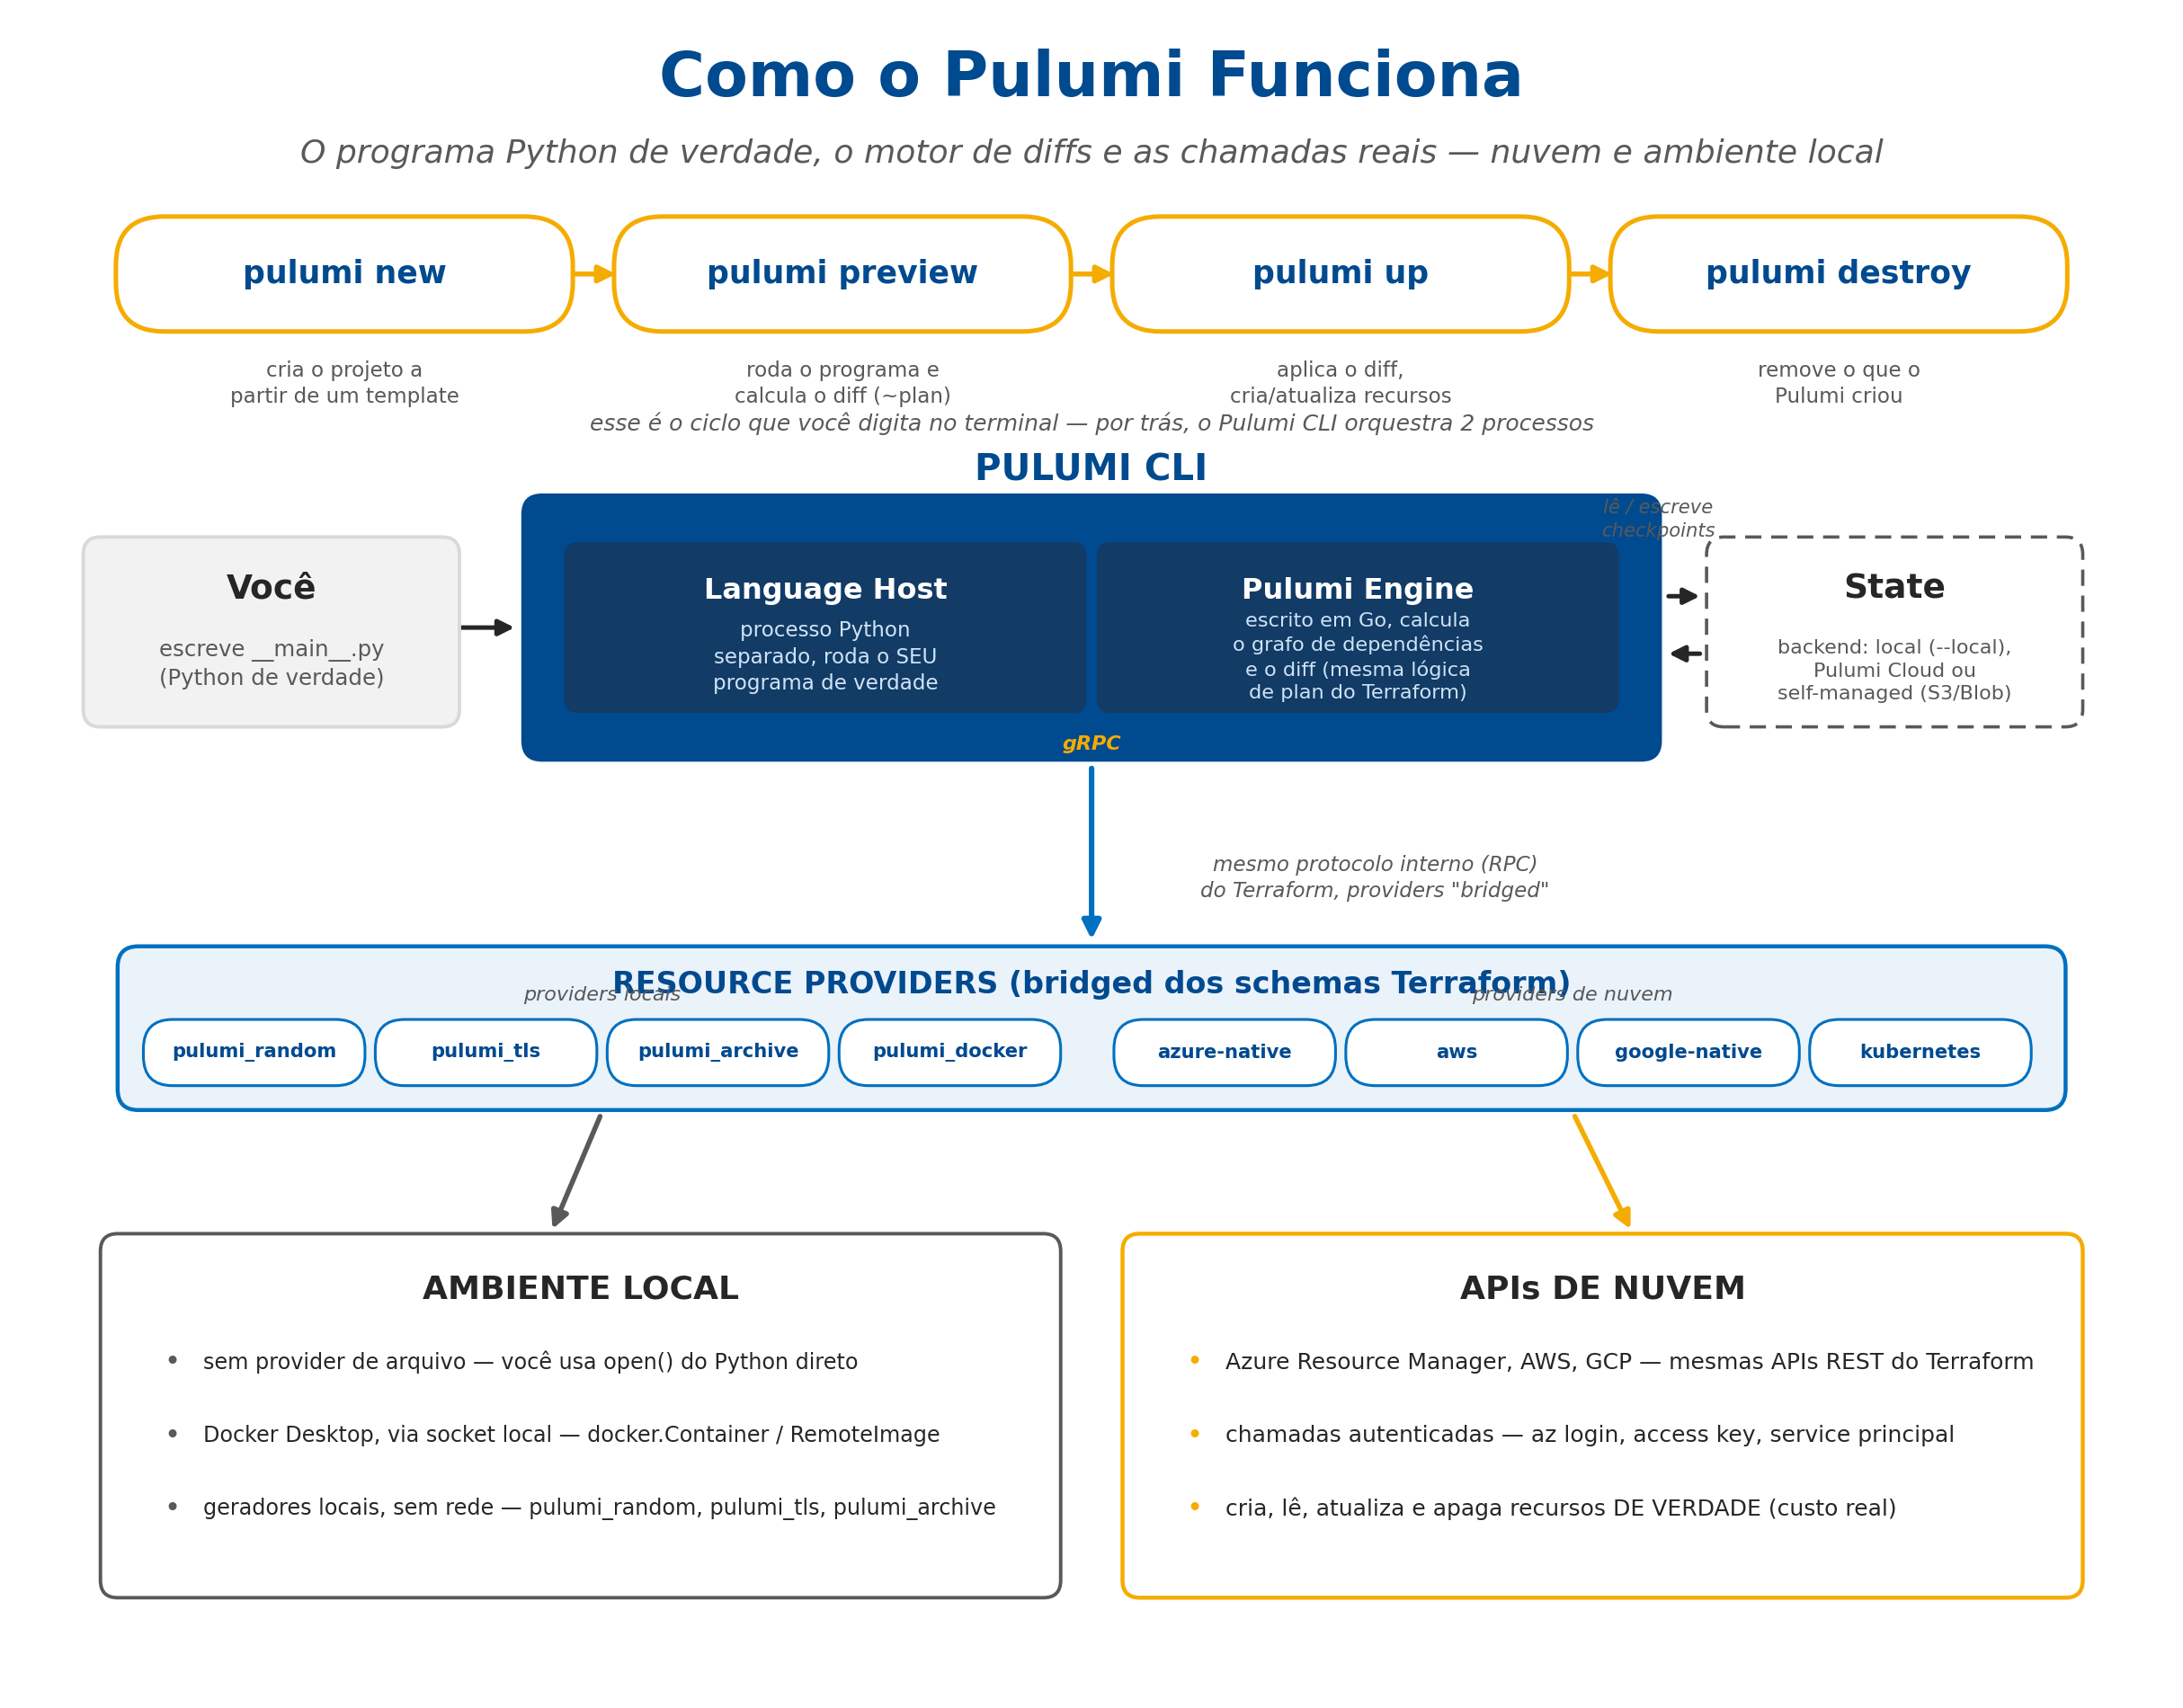 Como o Pulumi Funciona
O programa Python de verdade, o motor de diffs e as chamadas reais — nuvem e ambiente local
pulumi new
pulumi preview
pulumi up
pulumi destroy
cria o projeto a
partir de um template
roda o programa e
calcula o diff (~plan)
aplica o diff,
cria/atualiza recursos
remove o que o
Pulumi criou
esse é o ciclo que você digita no terminal — por trás, o Pulumi CLI orquestra 2 processos
PULUMI CLI
Você
escreve __main__.py
(Python de verdade)
Language Host
processo Python
separado, roda o SEU
programa de verdade
Pulumi Engine
escrito em Go, calcula
o grafo de dependências
e o diff (mesma lógica
de plan do Terraform)
gRPC
lê / escreve
checkpoints
State
backend: local (--local),
Pulumi Cloud ou
self-managed (S3/Blob)
mesmo protocolo interno (RPC)
do Terraform, providers "bridged"
RESOURCE PROVIDERS (bridged dos schemas Terraform)
providers locais
providers de nuvem
pulumi_random
pulumi_tls
pulumi_archive
pulumi_docker
azure-native
aws
google-native
kubernetes
AMBIENTE LOCAL
• sem provider de arquivo — você usa open() do Python direto
• Docker Desktop, via socket local — docker.Container / RemoteImage
• geradores locais, sem rede — pulumi_random, pulumi_tls, pulumi_archive
APIs DE NUVEM
• Azure Resource Manager, AWS, GCP — mesmas APIs REST do Terraform
• chamadas autenticadas — az login, access key, service principal
• cria, lê, atualiza e apaga recursos DE VERDADE (custo real)